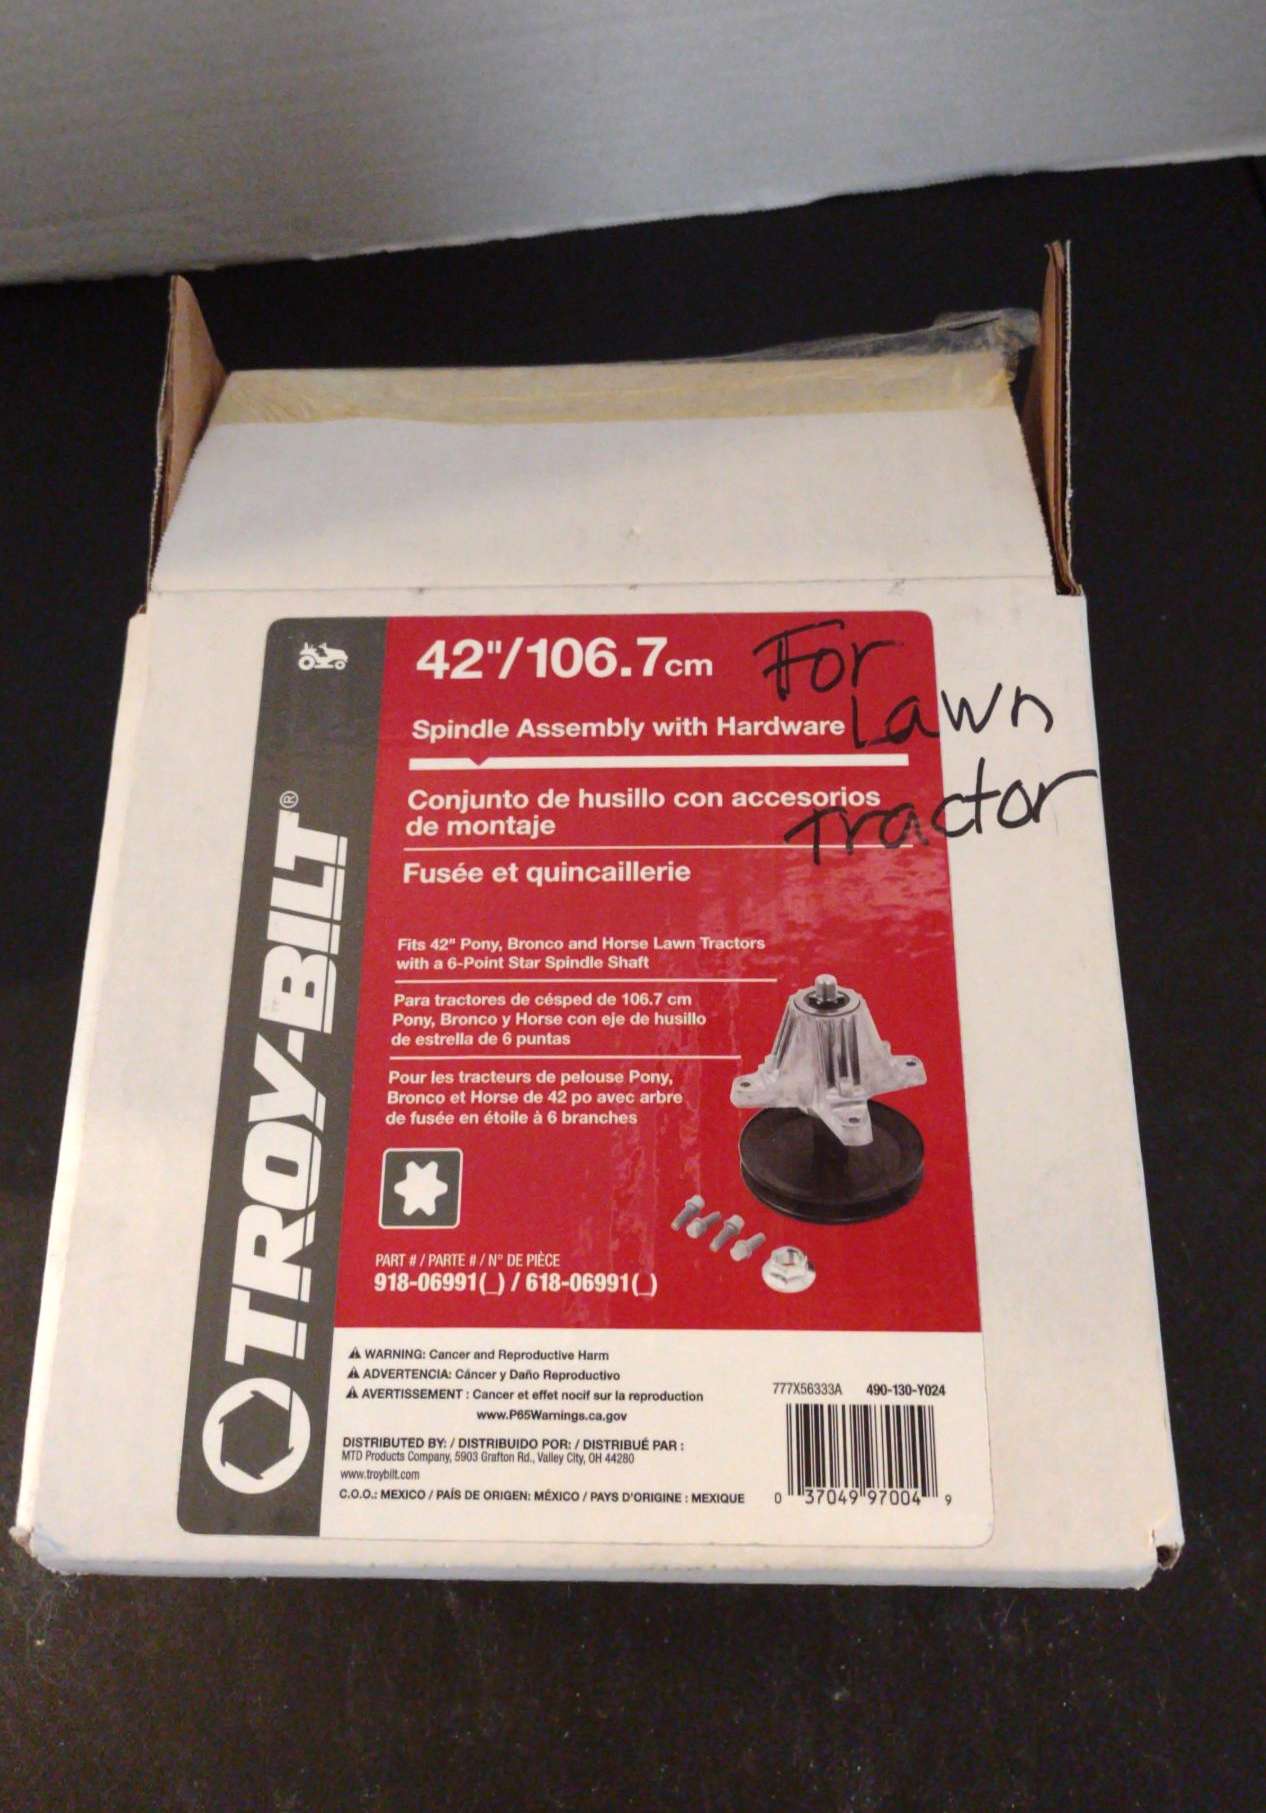 42"/106.7cm
For
Lawn
Tractor
Spindle Assembly with Hardware
Conjunto de husillo con accesorios
de montaje
Fusée et quincaillerie
Fits 42" Pony, Bronco and Horse Lawn Tractors
with a 6-Point Star Spindle Shaft
Para tractores de césped de 106.7 cm
Pony, Bronco y Horse con eje de husillo
de estrella de 6 puntas
Pour les tracteurs de pelouse Pony,
Bronco et Horse de 42 po avec arbre
de fusée en étoile à 6 branches
PART # / PARTE # / N° DE PIÈCE
918-06991(_) / 618-06991(_)
TROY-BILT®
⚠ WARNING: Cancer and Reproductive Harm
⚠ ADVERTENCIA: Cáncer y Daño Reproductivo
⚠ AVERTISSEMENT : Cancer et effet nocif sur la reproduction
www.P65Warnings.ca.gov
DISTRIBUTED BY: / DISTRIBUIDO POR: / DISTRIBUÉ PAR :
MTD Products Company, 5903 Grafton Rd., Valley City, OH 44280
www.troybilt.com
C.O.O.: MEXICO / PAÍS DE ORIGEN: MÉXICO / PAYS D'ORIGINE : MEXIQUE
777X56333A 490-130-Y024
0 37049 97004 9